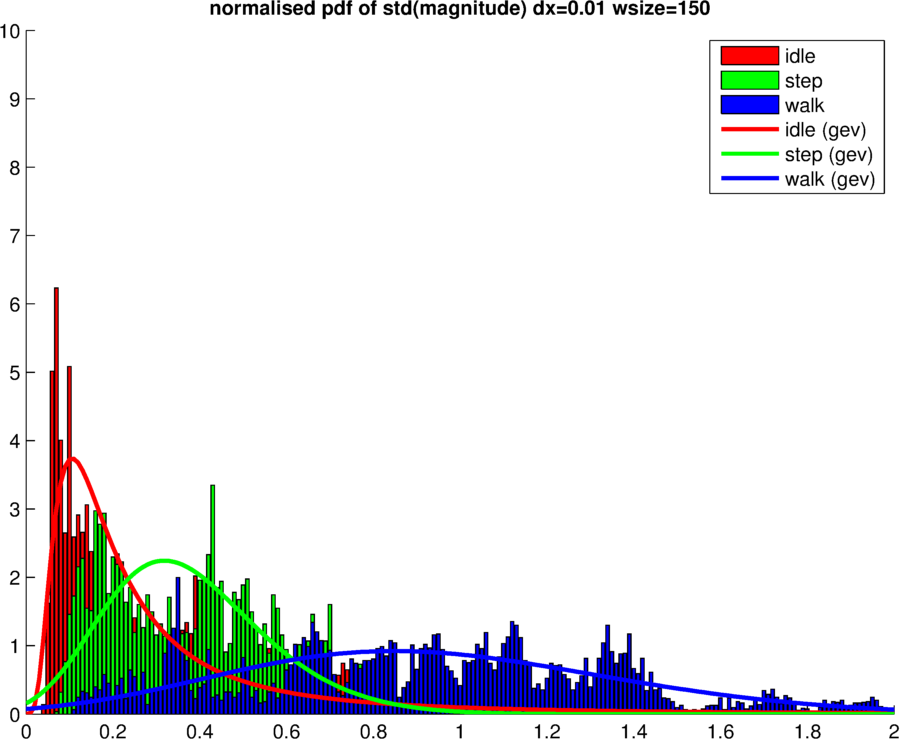 normalised pdf of std(magnitude) dx=0.01 wsize=150
10
9
8
7
6
5
4
3
2
1
0
idle
step
walk
idle (gev)
step (gev)
walk (gev)
0 0.2 0.4 0.6 0.8 1 1.2 1.4 1.6 1.8 2